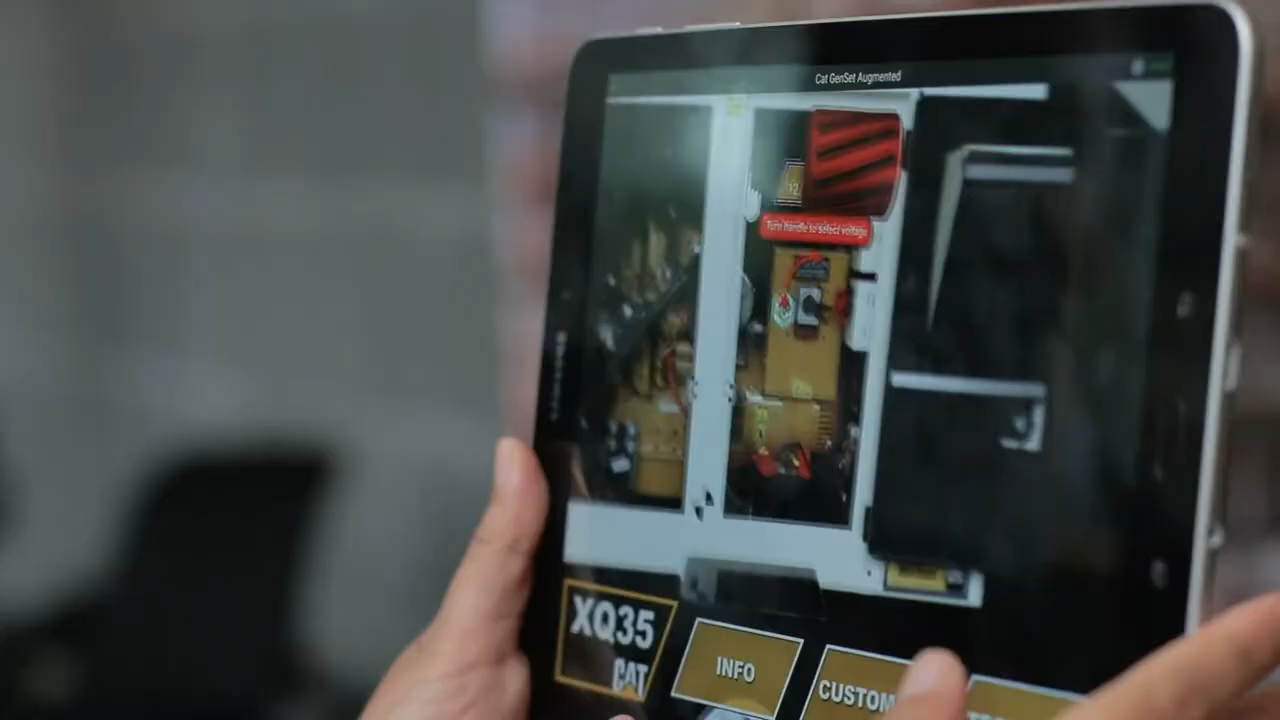 Cat GenSet Augmented
12
Turn handle to select voltage
XQ35
CAT
INFO
CUSTOM